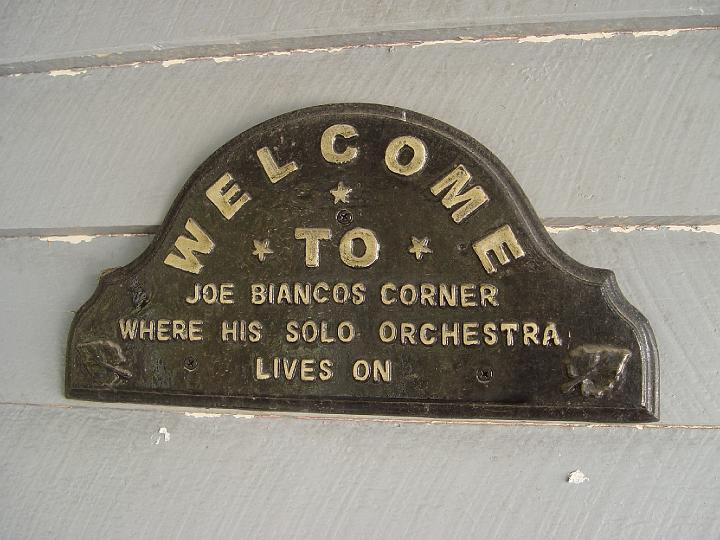 WELCOME
TO
JOE BIANCOS CORNER
WHERE HIS SOLO ORCHESTRA
LIVES ON